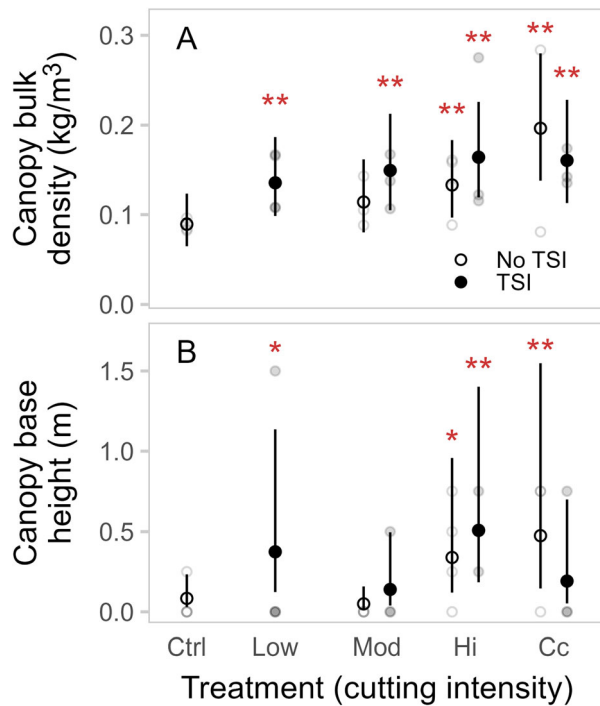 A
0.3
0.2
0.1
0.0
Canopy bulk
density (kg/m³)
** ** ** ** ** **
No TSI
TSI
B
1.5
1.0
0.5
0.0
Canopy base
height (m)
* * ** **
Ctrl Low Mod Hi Cc
Treatment (cutting intensity)